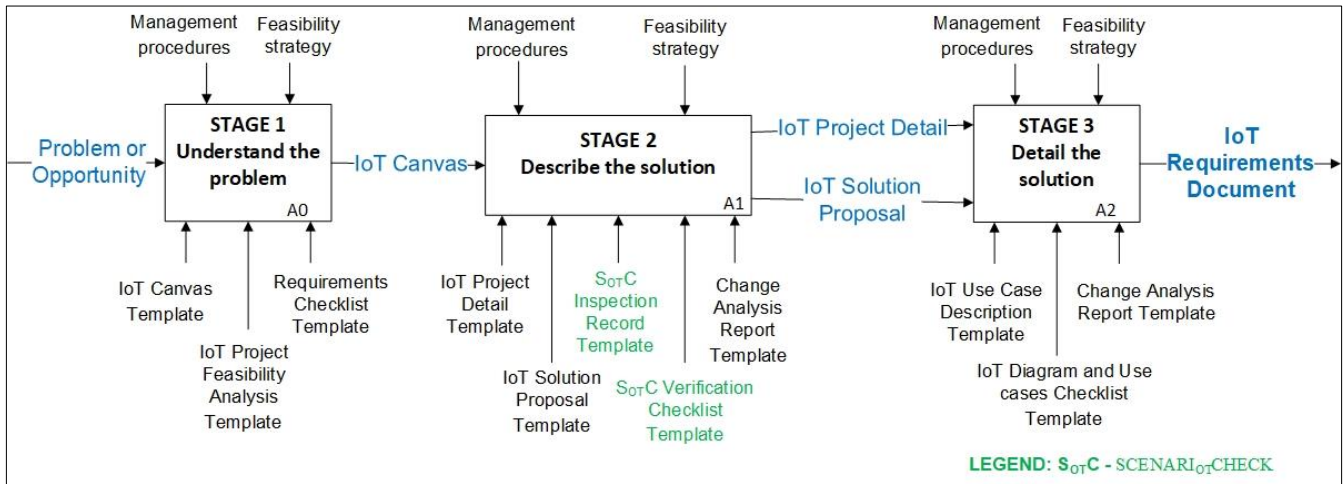 Management
procedures
Feasibility
strategy
STAGE 1
Understand the
problem
A0
Problem or
Opportunity
IoT Canvas
Template
IoT Project
Feasibility
Analysis
Template
Requirements
Checklist
Template
IoT Canvas
Management
procedures
Feasibility
strategy
STAGE 2
Describe the solution
A1
IoT Project
Detail
Template
IoT Solution
Proposal
Template
SOTC
Inspection
Record
Template
SOTC Verification
Checklist
Template
Change
Analysis
Report
Template
IoT Project Detail
IoT Solution
Proposal
Management
procedures
Feasibility
strategy
STAGE 3
Detail the
solution
A2
IoT Use Case
Description
Template
IoT Diagram and Use
cases Checklist
Template
Change Analysis
Report Template
IoT
Requirements
Document
LEGEND: SOTC - SCENARIOTCHECK